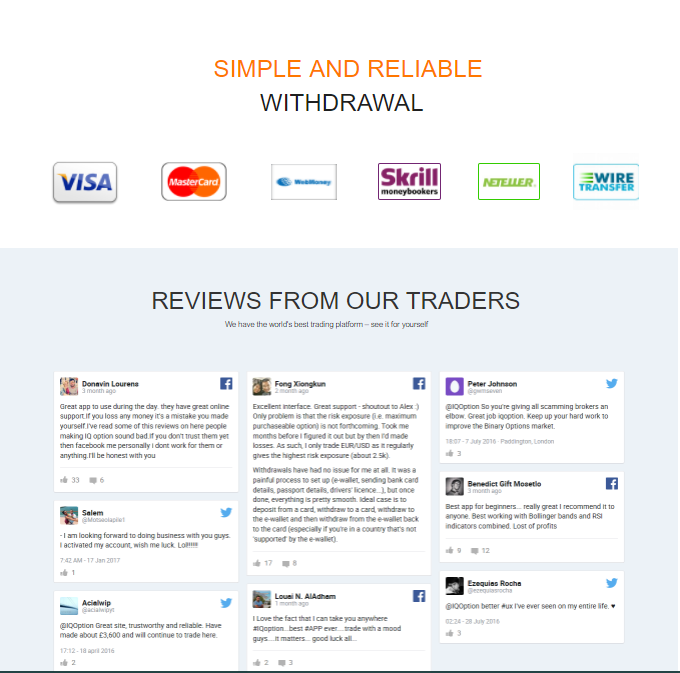 SIMPLE AND RELIABLE
WITHDRAWAL
VISA
MasterCard
WebMoney
Skrill
moneybookers
NETELLER
WIRE
TRANSFER
REVIEWS FROM OUR TRADERS
We have the world's best trading platform – see it for yourself
Donavin Lourens
3 month ago
Great app to use during the day. they have great online
support.If you loss any money it's a mistake you made
yourself.I've read some of this reviews on here people
making IQ option sound bad.If you don't trust them yet
then facebook me personally i dont work for them or
anything.I'll be honest with you
33 6
Salem
@Mottaeolaplie1
- I am looking forward to doing business with you guys.
I activated my account, wish me luck. Lol!!!!!!
7:42 AM - 17 Jan 2017
1
Acialwip
@acialwipyt
@IQOption Great site, trustworthy and reliable. Have
made about £3,600 and will continue to trade here.
17:12 - 18 april 2016
2
Fong Xiongkun
2 month ago
Excellent interface. Great support - shoutout to Alex :)
Only problem is that the risk exposure (i.e. maximum
purchaseable option) is not forthcoming. Took me
months before I figured it out but by then I'd made
losses. As such, I only trade EUR/USD as it regularly
gives the highest risk exposure (about 2.5k).
Withdrawals have had no issue for me at all. It was a
painful process to set up (e-wallet, sending bank card
details, passport details, drivers' licence...), but once
done, everything is pretty smooth. Ideal case is to
deposit from a card, withdraw to a card, withdraw to
the e-wallet and then withdraw from the e-wallet back
to the card (especially if you're in a country that's not
'supported' by the e-wallet).
17 8
Louai N. AlAdham
1 month ago
I Love the fact that I can take you anywhere
#IQoption...best #APP ever....trade with a mood
guys....it matters... good luck all...
2 3
Peter Johnson
@gwmseven
@IQOption So you're giving all scamming brokers an
elbow. Great job iqoption. Keep up your hard work to
improve the Binary Options market.
18:07 - 7 July 2016 · Paddington, London
3
Benedict Gift Mosetlo
3 month ago
Best app for beginners... really great I recommend it to
anyone. Best working with Bollinger bands and RSI
indicators combined. Lost of profits
9 12
Ezequias Rocha
@ezequiasrocha
@IQOption better #ux I've ever seen on my entire life. ♥
02:24 - 28 July 2016
3